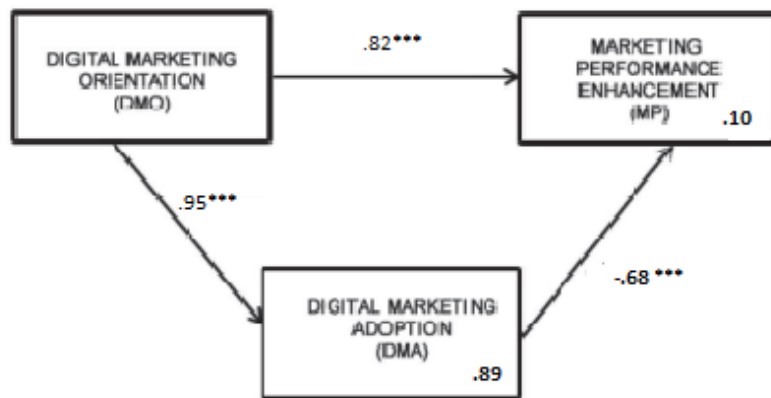 DIGITAL MARKETING
ORIENTATION
(DMO)
.82***
MARKETING
PERFORMANCE
ENHANCEMENT
(MP)
.10
.95***
-.68 ***
DIGITAL MARKETING
ADOPTION
(DMA)
.89